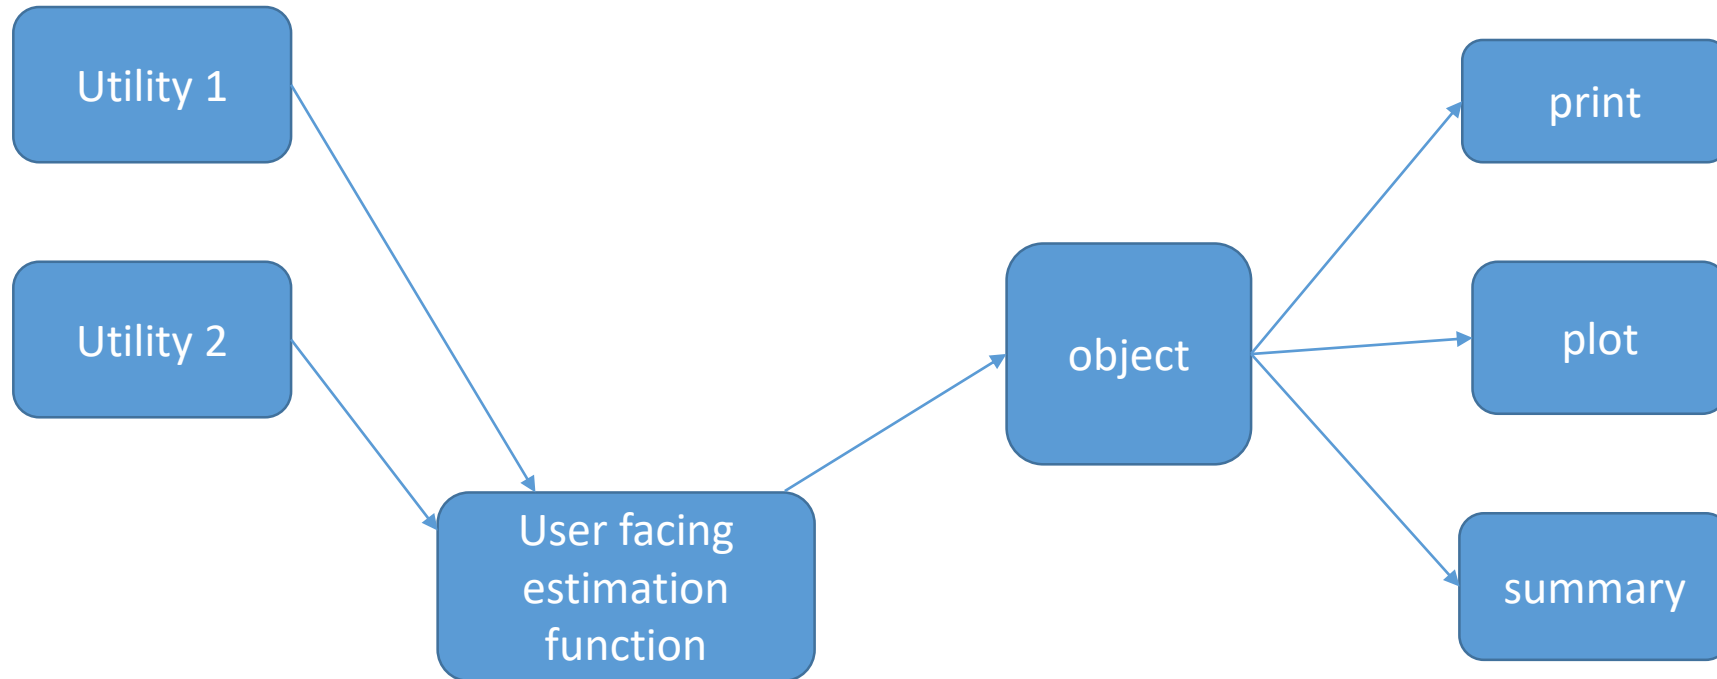 Utility 1
Utility 2
User facing
estimation
function
object
print
plot
summary